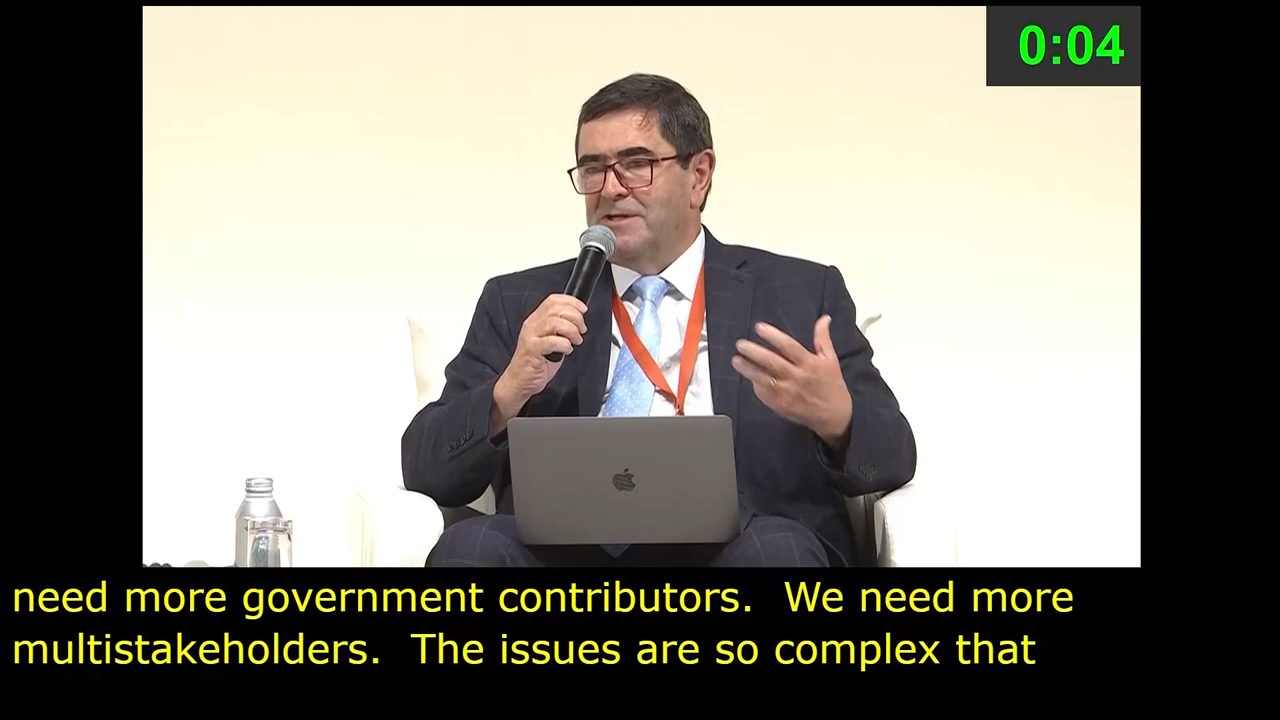 0:04
need more government contributors.  We need more
multistakeholders.  The issues are so complex that